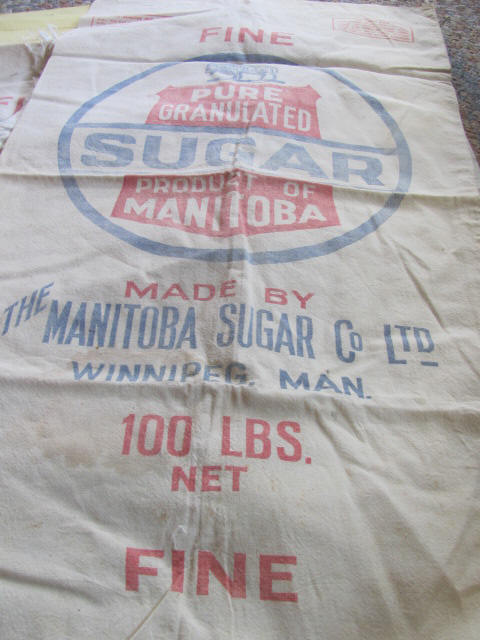 FINE
PURE
GRANULATED
SUGAR
PRODUCT OF
MANITOBA
MADE BY
THE MANITOBA SUGAR CO LTD
WINNIPEG, MAN.
100 LBS.
NET
FINE